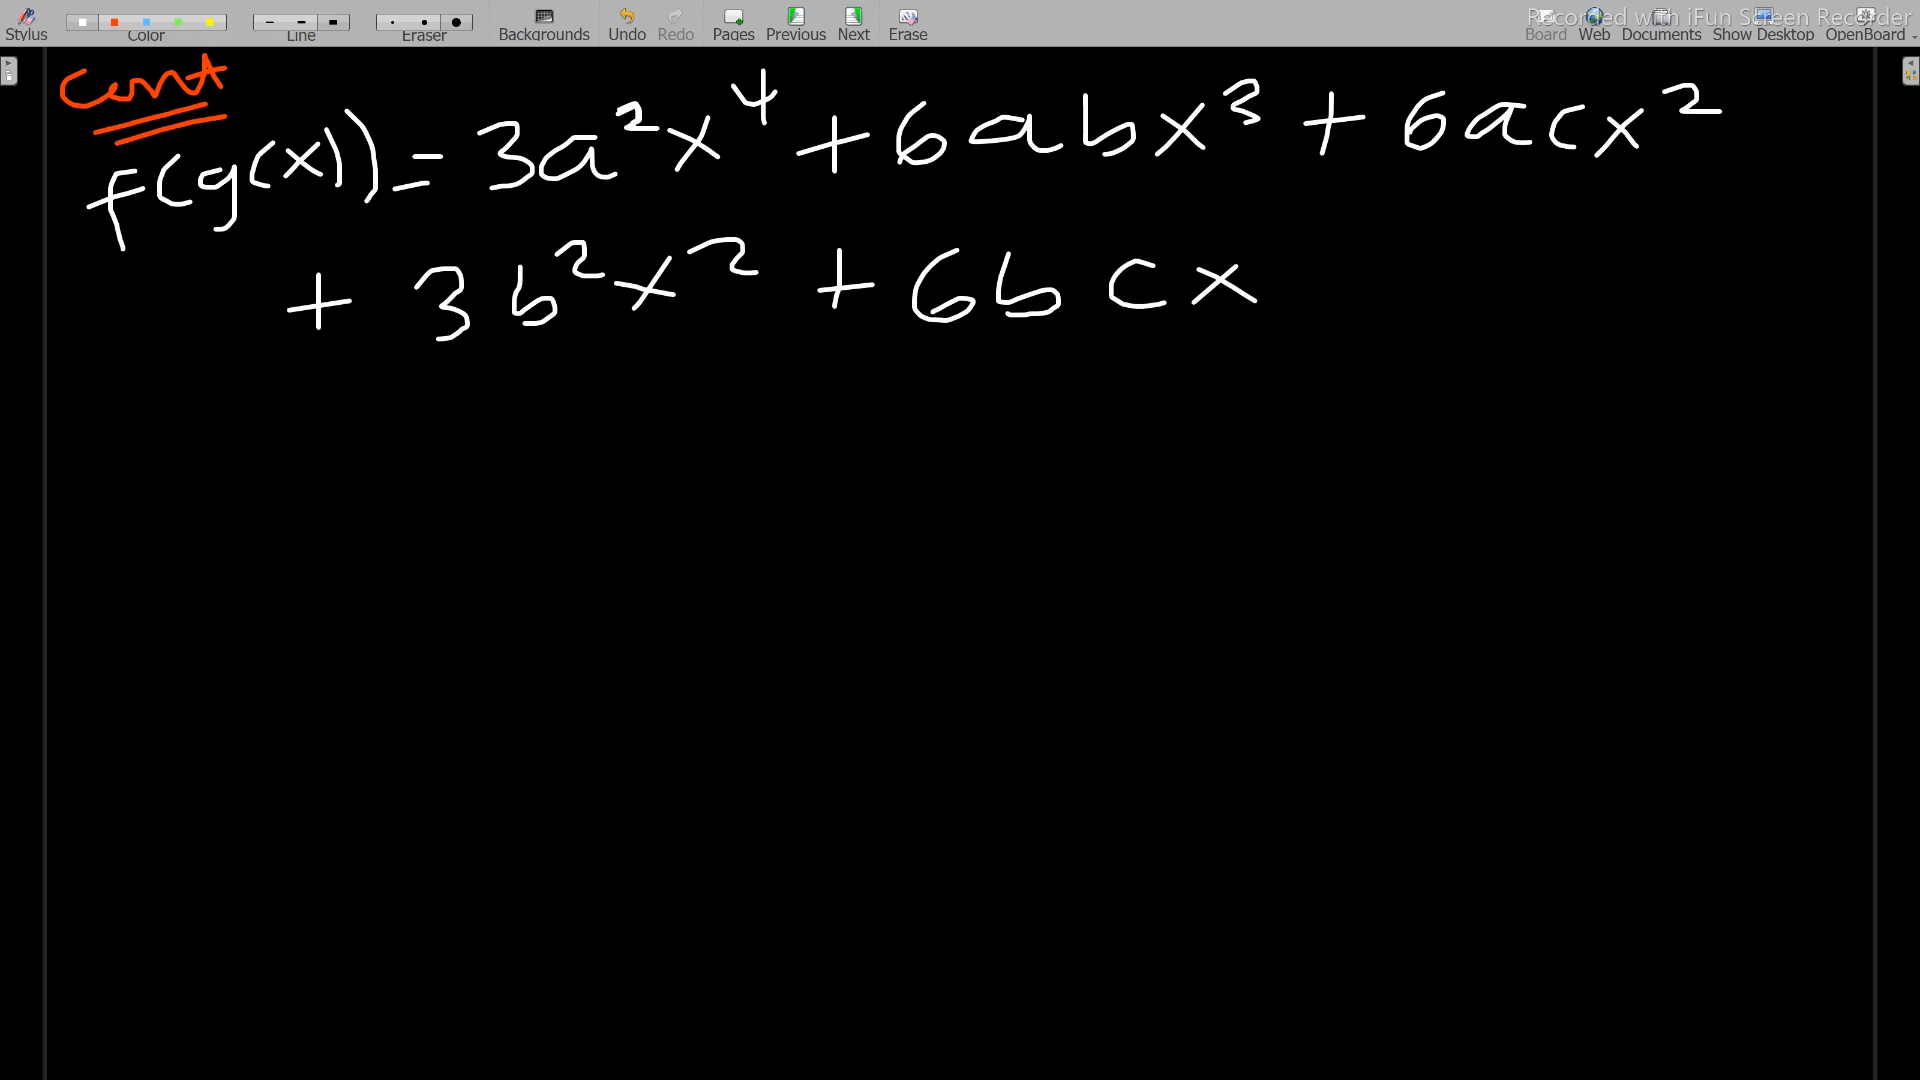 Recorded with iFun Screen Recorder
Stylus Color Line Eraser Backgrounds Undo Redo Pages Previous Next Erase Board Web Documents Show Desktop OpenBoard
Cont
f(g(x)) = 3a²x⁴ + 6abx³ + 6acx²
+ 3b²x² + 6bcx